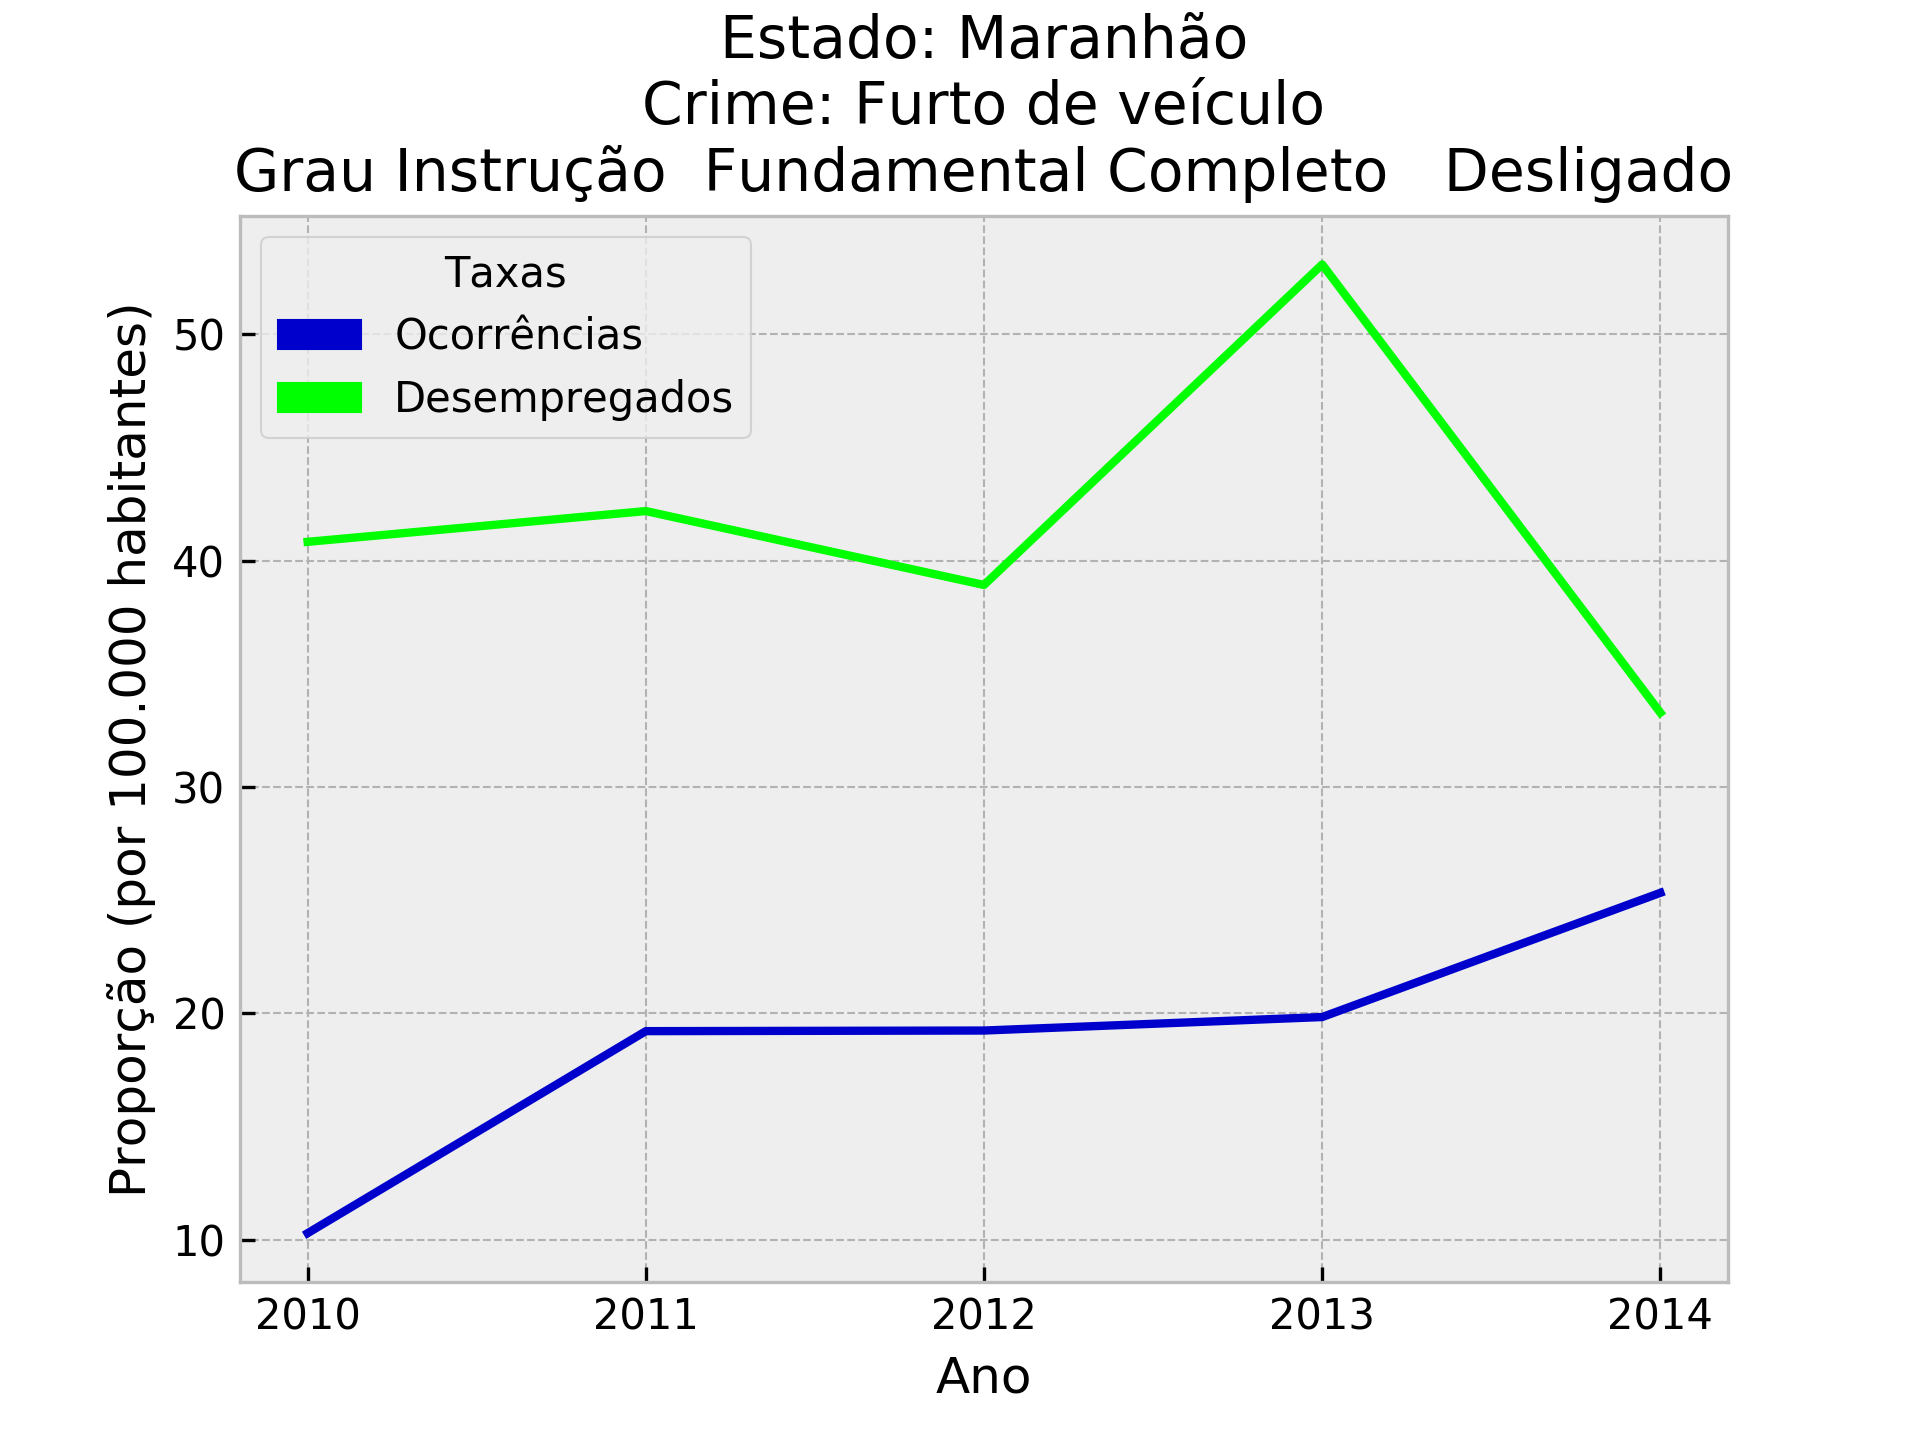 Estado: Maranhão
Crime: Furto de veículo
Grau Instrução  Fundamental Completo   Desligado
Taxas
Ocorrências
Desempregados
Proporção (por 100.000 habitantes)
50
40
30
20
10
2010 2011 2012 2013 2014
Ano